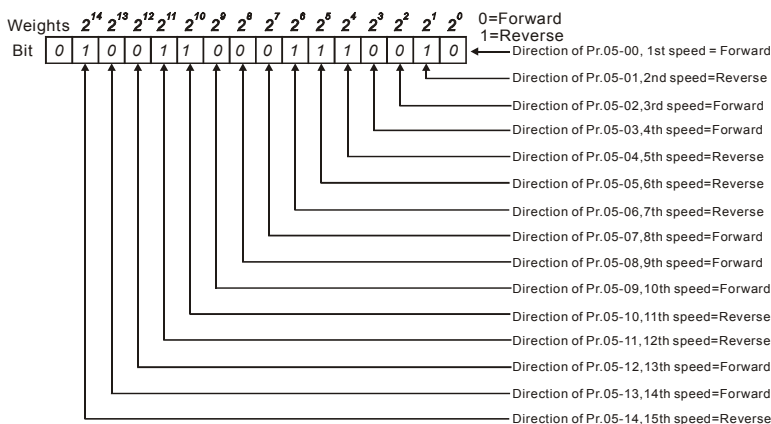 Weights 2^14 2^13 2^12 2^11 2^10 2^9 2^8 2^7 2^6 2^5 2^4 2^3 2^2 2^1 2^0 0=Forward
1=Reverse
Bit 0 1 0 0 1 1 0 0 0 1 1 1 0 0 1 0 Direction of Pr.05-00, 1st speed = Forward
Direction of Pr.05-01,2nd speed=Reverse
Direction of Pr.05-02,3rd speed=Forward
Direction of Pr.05-03,4th speed=Forward
Direction of Pr.05-04,5th speed=Reverse
Direction of Pr.05-05,6th speed=Reverse
Direction of Pr.05-06,7th speed=Reverse
Direction of Pr.05-07,8th speed=Forward
Direction of Pr.05-08,9th speed=Forward
Direction of Pr.05-09,10th speed=Forward
Direction of Pr.05-10,11th speed=Reverse
Direction of Pr.05-11,12th speed=Reverse
Direction of Pr.05-12,13th speed=Forward
Direction of Pr.05-13,14th speed=Forward
Direction of Pr.05-14,15th speed=Reverse